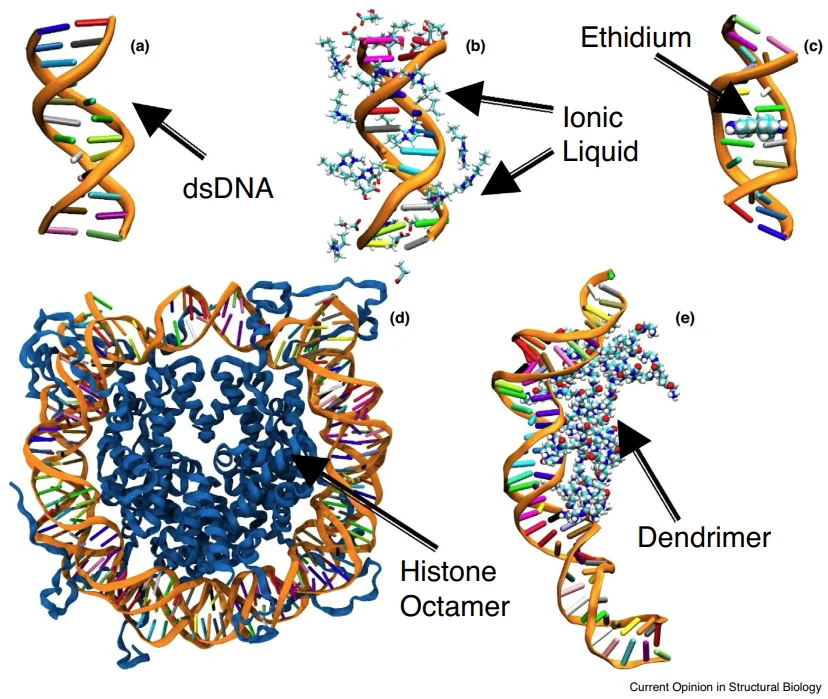 (a)
dsDNA
(b)
Ionic
Liquid
Ethidium
(c)
(d)
Histone
Octamer
(e)
Dendrimer
Current Opinion in Structural Biology